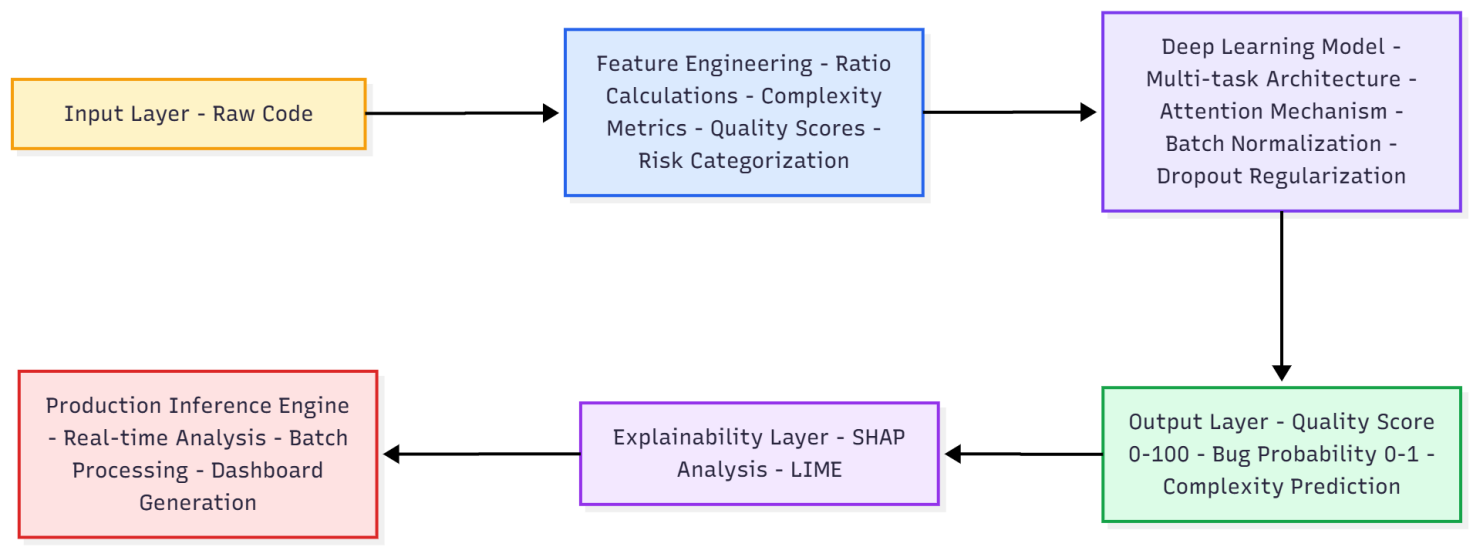 Input Layer - Raw Code
Feature Engineering - Ratio
Calculations - Complexity
Metrics - Quality Scores -
Risk Categorization
Deep Learning Model -
Multi-task Architecture -
Attention Mechanism -
Batch Normalization -
Dropout Regularization
Output Layer - Quality Score
0-100 - Bug Probability 0-1 -
Complexity Prediction
Explainability Layer - SHAP
Analysis - LIME
Production Inference Engine
- Real-time Analysis - Batch
Processing - Dashboard
Generation